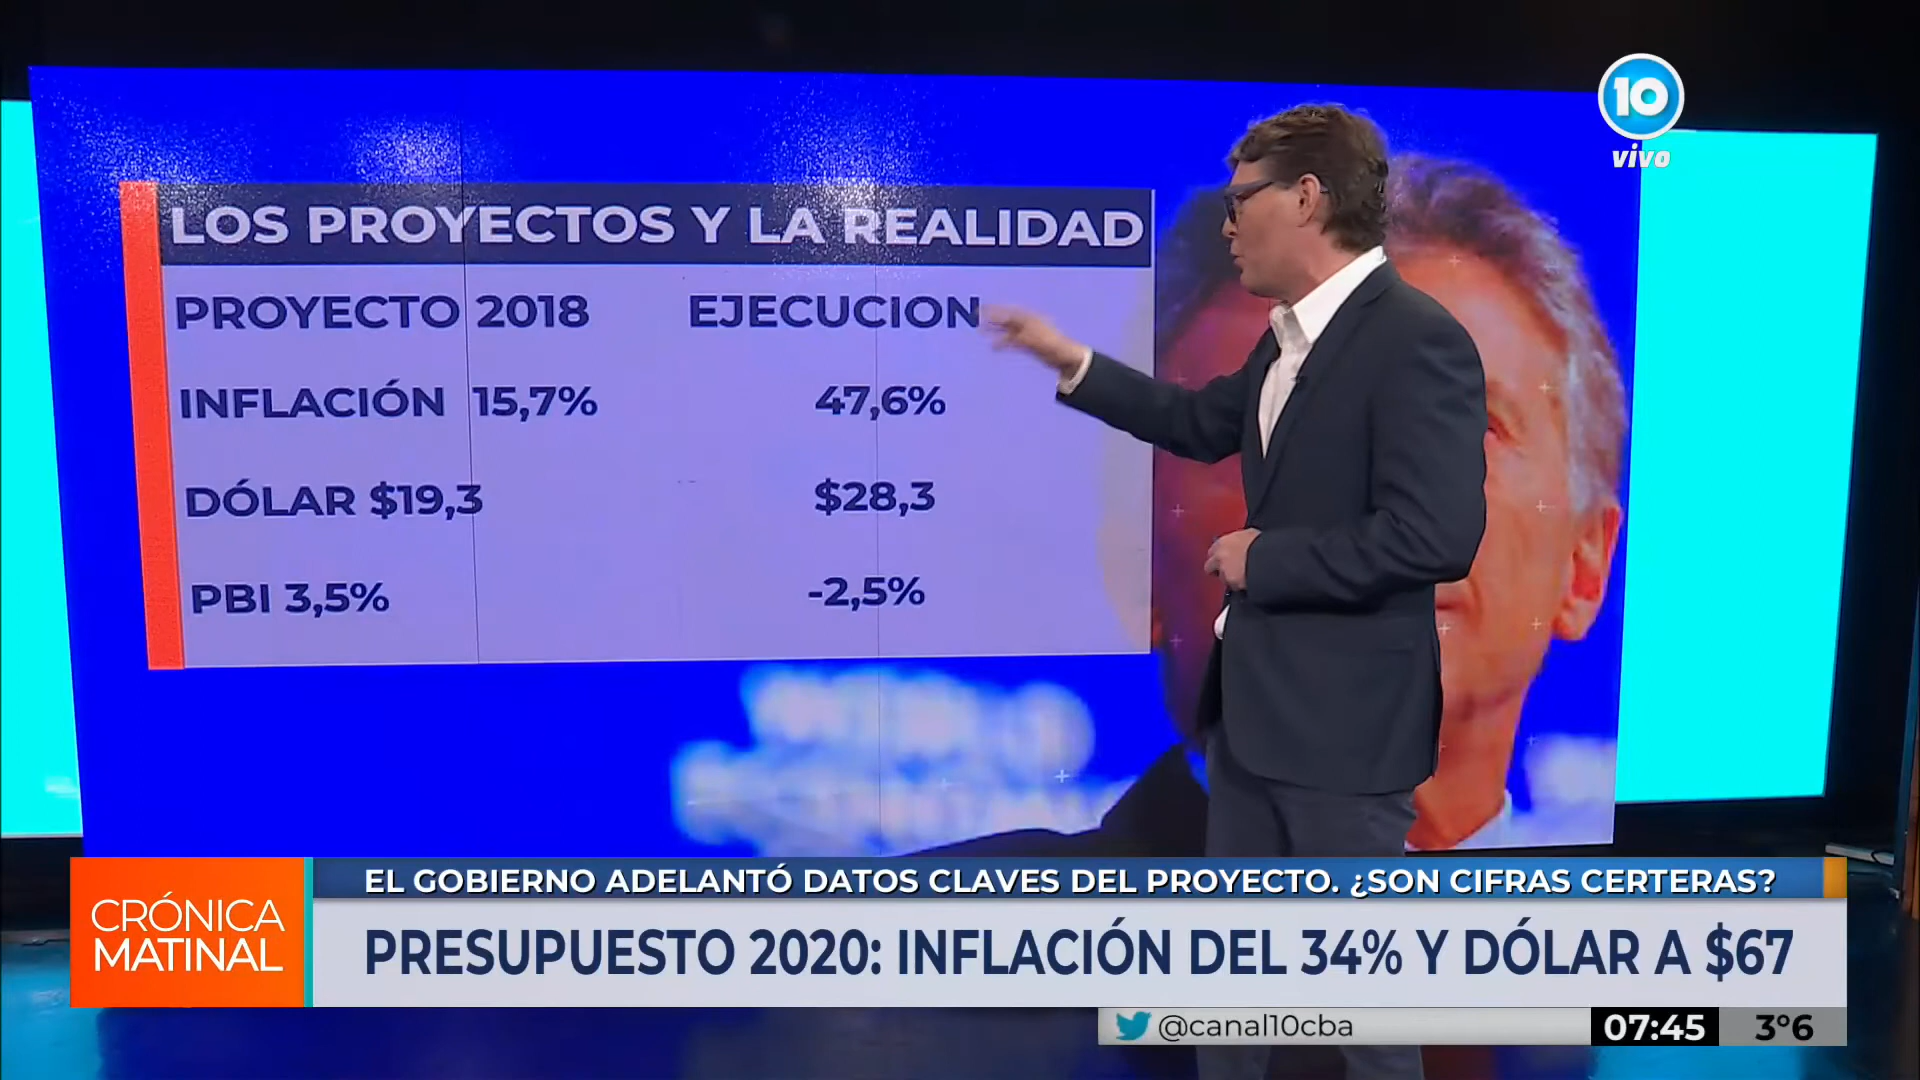 10
vivo
LOS PROYECTOS Y LA REALIDAD
PROYECTO 2018 EJECUCION
INFLACIÓN 15,7% 47,6%
DÓLAR $19,3 $28,3
PBI 3,5% -2,5%
EL GOBIERNO ADELANTÓ DATOS CLAVES DEL PROYECTO. ¿SON CIFRAS CERTERAS?
CRÓNICA
MATINAL
PRESUPUESTO 2020: INFLACIÓN DEL 34% Y DÓLAR A $67
@canal10cba 07:45 3°6